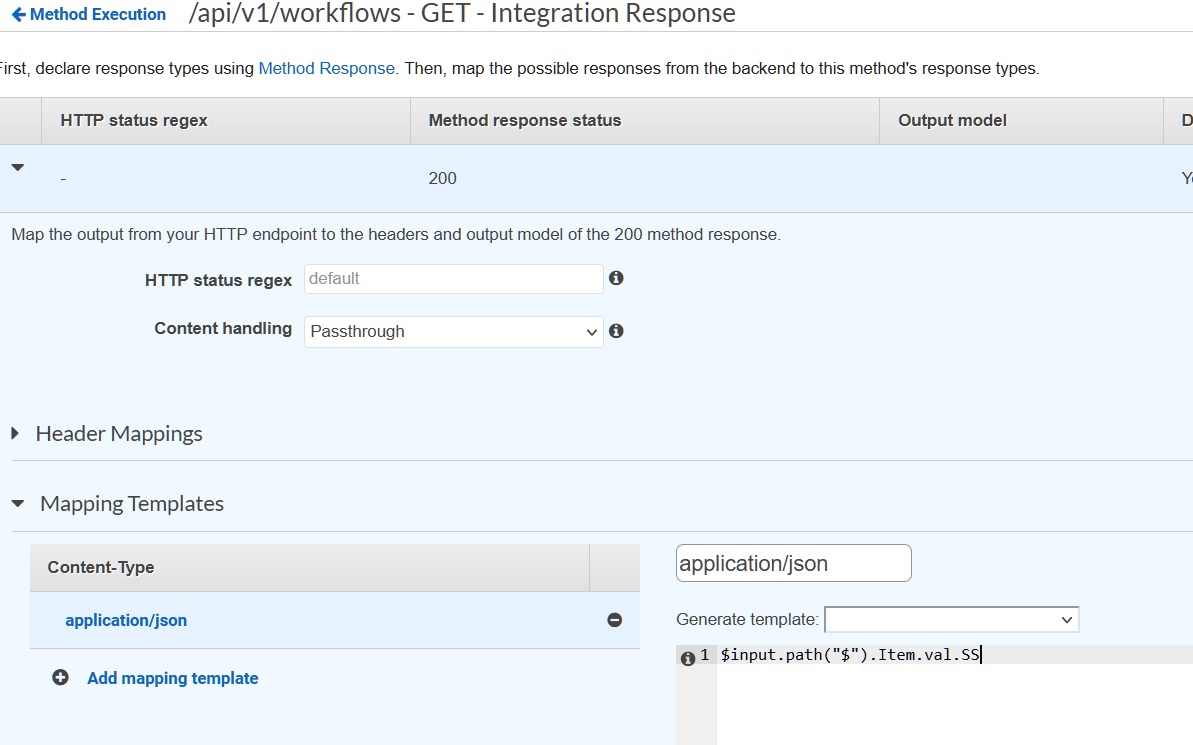 Method Execution /api/v1/workflows - GET - Integration Response
First, declare response types using Method Response. Then, map the possible responses from the backend to this method's response types.
HTTP status regex Method response status Output model D
- 200 Y
Map the output from your HTTP endpoint to the headers and output model of the 200 method response.
HTTP status regex default
Content handling Passthrough
Header Mappings
Mapping Templates
Content-Type
application/json
Add mapping template
application/json
Generate template:
1 $input.path("$").Item.val.SS